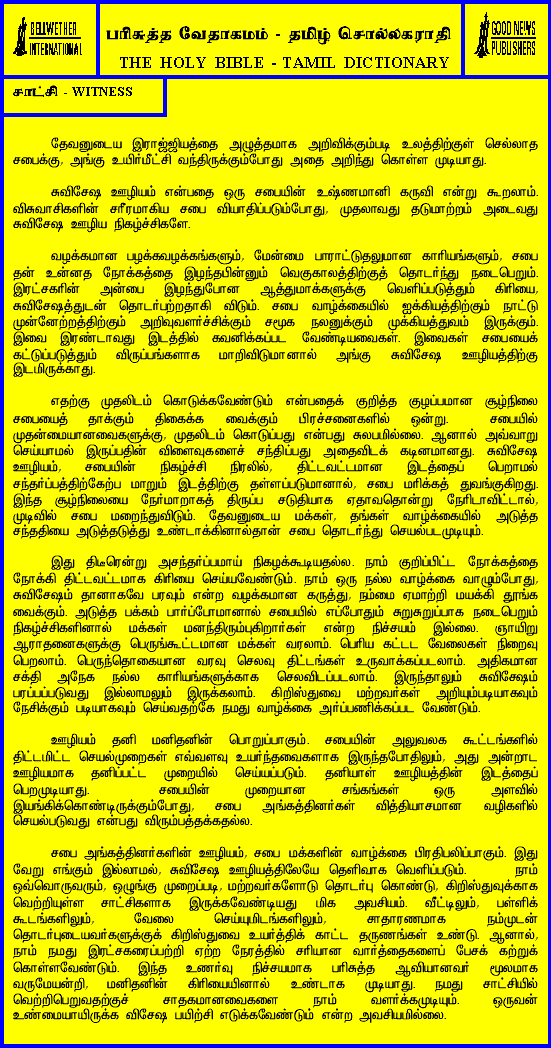 BELLWETHER
INTERNATIONAL
பரிசுத்த வேதாகமம் - தமிழ் சொல்லகராதி
THE HOLY BIBLE - TAMIL DICTIONARY
GOOD NEWS
PUBLISHERS
சாட்சி - WITNESS
தேவனுடைய இராஜ்ஜியத்தை அழுத்தமாக அறிவிக்கும்படி உலத்திற்குள் செல்லாத
சபைக்கு, அங்கு உயிர்மீட்சி வந்திருக்கும்போது அதை அறிந்து கொள்ள முடியாது.
சுவிசேஷ ஊழியம் என்பதை ஒரு சபையின் உஷ்ணமானி கருவி என்று கூறலாம்.
விசுவாசிகளின் சரீரமாகிய சபை வியாதிப்படும்போது, முதலாவது தடுமாற்றம் அடைவது
சுவிசேஷ ஊழிய நிகழ்ச்சிகளே.
வழக்கமான பழக்கவழக்கங்களும், மேன்மை பாராட்டுதலுமான காரியங்களும், சபை
தன் உன்னத நோக்கத்தை இழந்தபின்னும் வெகுகாலத்திற்குத் தொடர்ந்து நடைபெறும்.
இரட்சகரின் அன்பை இழந்துபோன ஆத்துமாக்களுக்கு வெளிப்படுத்தும் கிரியை,
சுவிசேஷத்துடன் தொடர்பற்றதாகி விடும். சபை வாழ்க்கையில் ஐக்கியத்திற்கும் நாட்டு
முன்னேற்றத்திற்கும் அறிவுவளர்ச்சிக்கும் சமூக நலனுக்கும் முக்கியத்துவம் இருக்கும்.
இவை இரண்டாவது இடத்தில் கவனிக்கப்பட வேண்டியவைகள். இவைகள் சபையைக்
கட்டுப்படுத்தும் விருப்பங்களாக மாறிவிடுமானால் அங்கு சுவிசேஷ ஊழியத்திற்கு
இடமிருக்காது.
எதற்கு முதலிடம் கொடுக்கவேண்டும் என்பதைக் குறித்த குழப்பமான சூழ்நிலை
சபையைத் தாக்கும் திகைக்க வைக்கும் பிரச்சனைகளில் ஒன்று. சபையில்
முதன்மையானவைகளுக்கு, முதலிடம் கொடுப்பது என்பது சுலபமில்லை. ஆனால் அவ்வாறு
செய்யாமல் இருப்பதின் விளைவுகளைச் சந்திப்பது அதைவிடக் கடினமானது. சுவிசேஷ
ஊழியம், சபையின் நிகழ்ச்சி நிரலில், திட்டவட்டமான இடத்தைப் பெறாமல்
சந்தர்ப்பத்திற்கேற்ப மாறும் இடத்திற்கு தள்ளப்படுமானால், சபை மரிக்கத் துவங்குகிறது.
இந்த சூழ்நிலையை நேர்மாறாகத் திருப்ப சடுதியாக ஏதாவதொன்று நேரிடாவிட்டால்,
முடிவில் சபை மறைந்துவிடும். தேவனுடைய மக்கள், தங்கள் வாழ்க்கையில் அடுத்த
சந்ததியை அடுத்தடுத்து உண்டாக்கினால்தான் சபை தொடர்ந்து செயல்படமுடியும்.
இது திடீரென்று அசந்தர்ப்பமாய் நிகழக்கூடியதல்ல. நாம் குறிப்பிட்ட நோக்கத்தை
நோக்கி திட்டவட்டமாக கிரியை செய்யவேண்டும். நாம் ஒரு நல்ல வாழ்க்கை வாழும்போது,
சுவிசேஷம் தானாகவே பரவும் என்ற வழக்கமான கருத்து, நம்மை ஏமாற்றி மயக்கி தூங்க
வைக்கும். அடுத்த பக்கம் பார்ப்போமானால் சபையில் எப்போதும் சுறுசுறுப்பாக நடைபெறும்
நிகழ்ச்சிகளினால் மக்கள் மனந்திரும்புகிறார்கள் என்ற நிச்சயம் இல்லை. ஞாயிறு
ஆராதனைகளுக்கு பெருங்கூட்டமான மக்கள் வரலாம். பெரிய கட்டட வேலைகள் நிறைவு
பெறலாம். பெருந்தொகையான வரவு செலவு திட்டங்கள் உருவாக்கப்படலாம். அதிகமான
சக்தி அநேக நல்ல காரியங்களுக்காக செலவிடப்படலாம். இருந்தாலும் சுவிசேஷம்
பரப்பப்படுவது இல்லாமலும் இருக்கலாம். கிறிஸ்துவை மற்றவர்கள் அறியும்படியாகவும்
நேசிக்கும் படியாகவும் செய்வதற்கே நமது வாழ்க்கை அர்ப்பணிக்கப்பட வேண்டும்.
ஊழியம் தனி மனிதனின் பொறுப்பாகும். சபையின் அலுவலக கூட்டங்களில்
திட்டமிட்ட செயல்முறைகள் எவ்வளவு உயர்ந்தவைகளாக இருந்தபோதிலும், அது அன்றாட
ஊழியமாக தனிப்பட்ட முறையில் செய்யப்படும். தனியாள் ஊழியத்தின் இடத்தைப்
பெறமுடியாது. சபையின் முறையான சங்கங்கள் ஒரு அளவில்
இயங்கிக்கொண்டிருக்கும்போது, சபை அங்கத்தினர்கள் வித்தியாசமான வழிகளில்
செயல்படுவது என்பது விரும்பத்தக்கதல்ல.
சபை அங்கத்தினர்களின் ஊழியம், சபை மக்களின் வாழ்க்கை பிரதிபலிப்பாகும். இது
வேறு எங்கும் இல்லாமல், சுவிசேஷ ஊழியத்திலேயே தெளிவாக வெளிப்படும். நாம்
ஒவ்வொருவரும், ஒழுங்கு முறைப்படி, மற்றவர்களோடு தொடர்பு கொண்டு, கிறிஸ்துவுக்காக
வெற்றியுள்ள சாட்சிகளாக இருக்கவேண்டியது மிக அவசியம். வீட்டிலும், பள்ளிக்
கூடங்களிலும், வேலை செய்யுமிடங்களிலும், சாதாரணமாக நம்முடன்
தொடர்புடையவர்களுக்குக் கிறிஸ்துவை உயர்த்திக் காட்ட தருணங்கள் உண்டு. ஆனால்,
நாம் நமது இரட்சகரைப்பற்றி ஏற்ற நேரத்தில் சரியான வார்த்தைகளைப் பேசக் கற்றுக்
கொள்ளவேண்டும். இந்த உணர்வு நிச்சயமாக பரிசுத்த ஆவியானவர் மூலமாக
வருமேயன்றி, மனிதனின் கிரியையினால் உண்டாக முடியாது. நமது சாட்சியில்
வெற்றிபெறுவதற்குச் சாதகமானவைகளை நாம் வளர்க்கமுடியும். ஒருவன்
உண்மையாயிருக்க விசேஷ பயிற்சி எடுக்கவேண்டும் என்ற அவசியமில்லை.